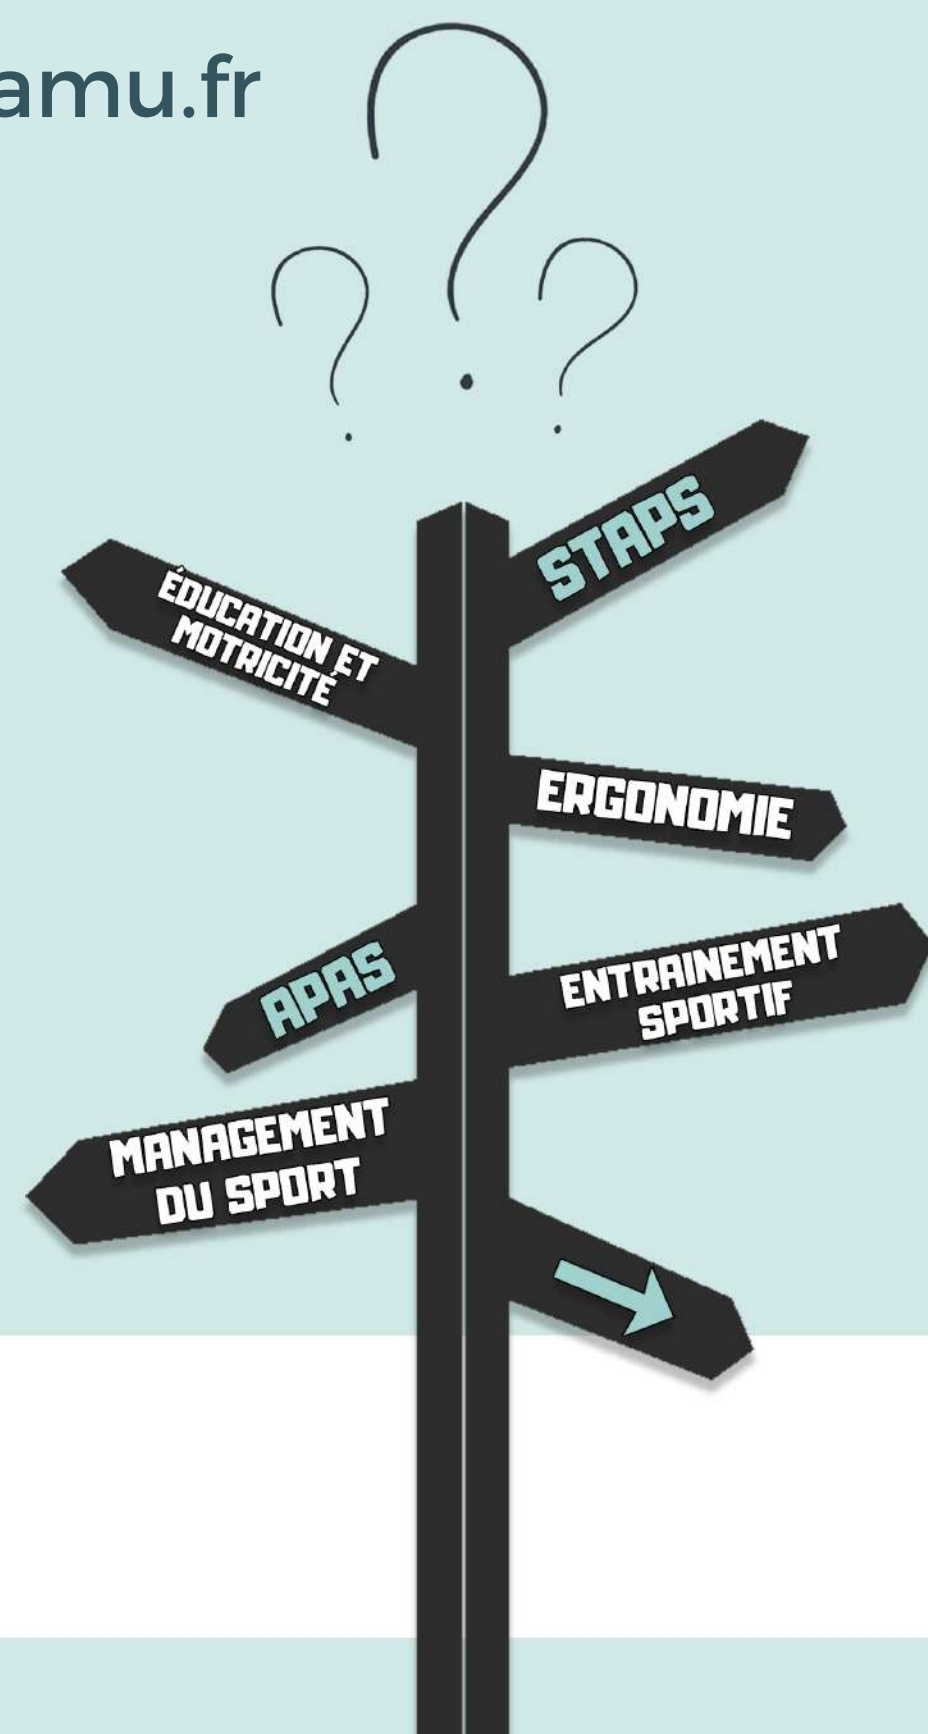 amu.fr
STAPS
ÉDUCATION ET
MOTRICITÉ
ERGONOMIE
APAS
ENTRAINEMENT
SPORTIF
MANAGEMENT
DU SPORT